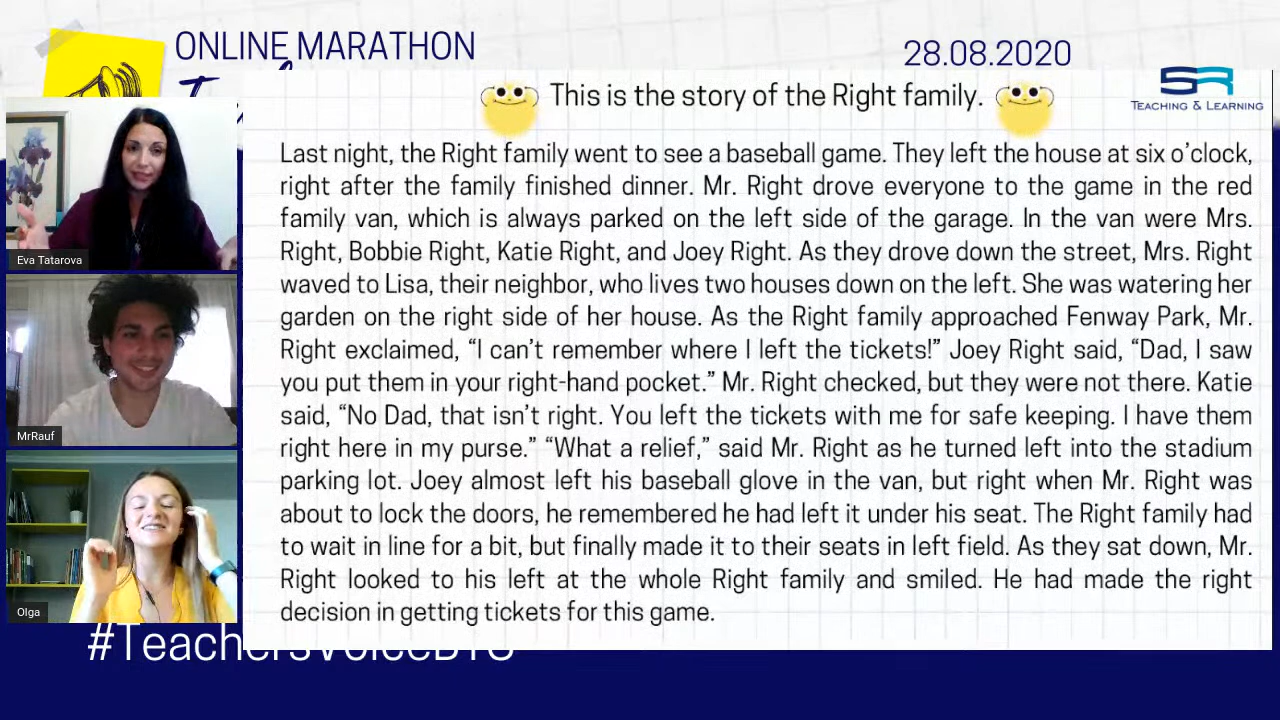 ONLINE MARATHON
28.08.2020
SR
TEACHING & LEARNING
This is the story of the Right family.
Last night, the Right family went to see a baseball game. They left the house at six o’clock,
right after the family finished dinner. Mr. Right drove everyone to the game in the red
family van, which is always parked on the left side of the garage. In the van were Mrs.
Right, Bobbie Right, Katie Right, and Joey Right. As they drove down the street, Mrs. Right
waved to Lisa, their neighbor, who lives two houses down on the left. She was watering her
garden on the right side of her house. As the Right family approached Fenway Park, Mr.
Right exclaimed, “I can’t remember where I left the tickets!” Joey Right said, “Dad, I saw
you put them in your right-hand pocket.” Mr. Right checked, but they were not there. Katie
said, “No Dad, that isn’t right. You left the tickets with me for safe keeping. I have them
right here in my purse.” “What a relief,” said Mr. Right as he turned left into the stadium
parking lot. Joey almost left his baseball glove in the van, but right when Mr. Right was
about to lock the doors, he remembered he had left it under his seat. The Right family had
to wait in line for a bit, but finally made it to their seats in left field. As they sat down, Mr.
Right looked to his left at the whole Right family and smiled. He had made the right
decision in getting tickets for this game.
Eva Tatarova
MrRauf
Olga